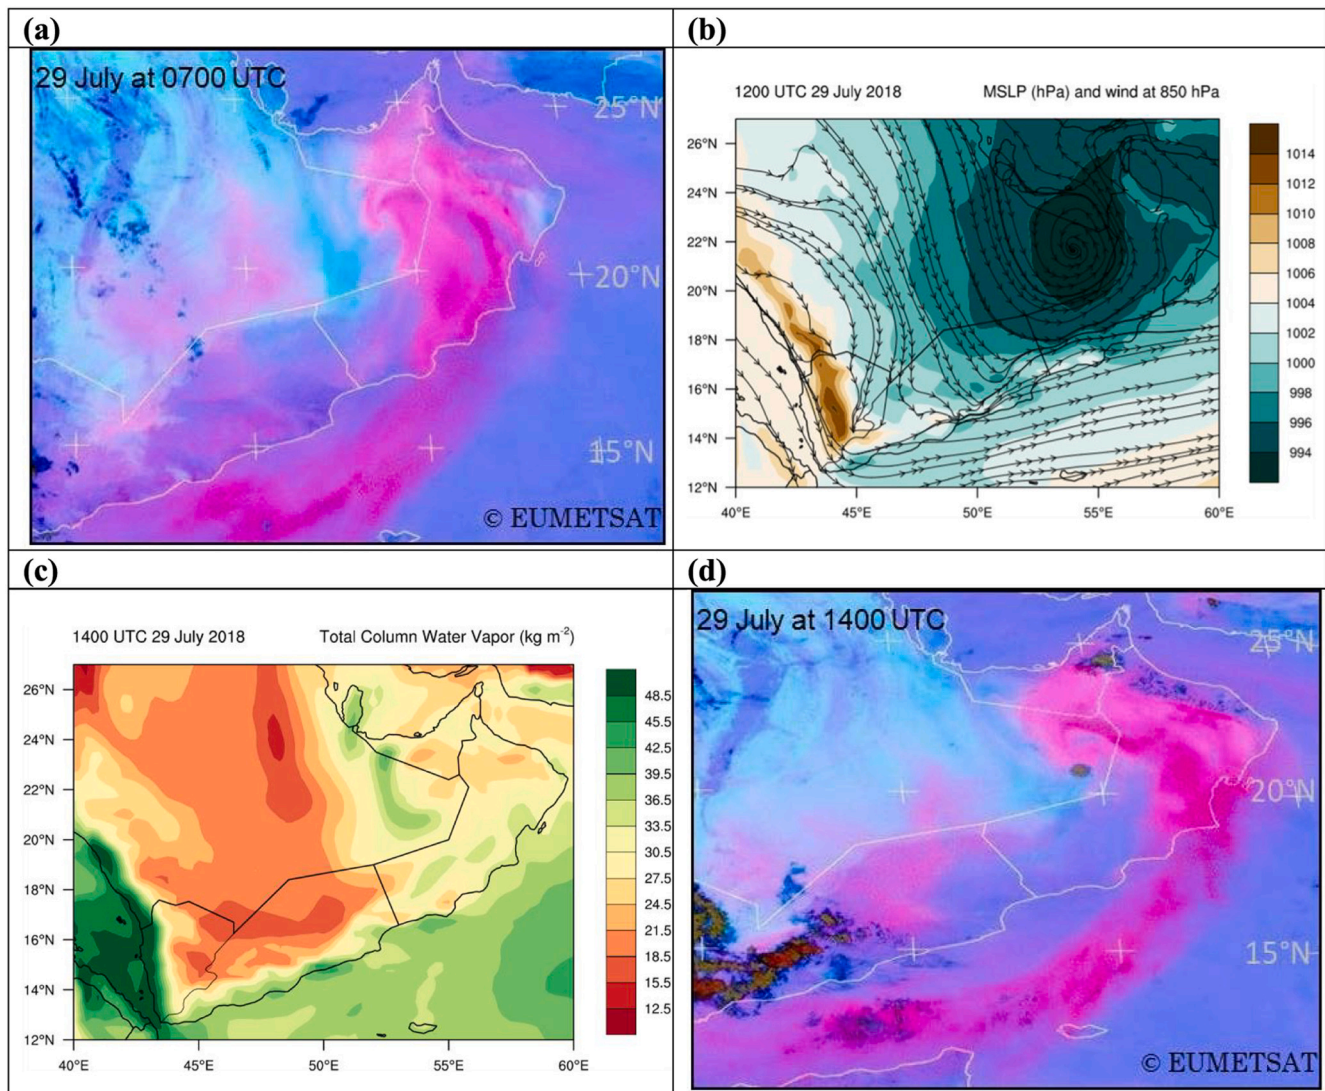 (a)
29 July at 0700 UTC
25°N
20°N
15°N
© EUMETSAT
(b)
1200 UTC 29 July 2018 MSLP (hPa) and wind at 850 hPa
26°N
24°N
22°N
20°N
18°N
16°N
14°N
12°N
40°E 45°E 50°E 55°E 60°E
1014
1012
1010
1008
1006
1004
1002
1000
998
996
994
(c)
1400 UTC 29 July 2018 Total Column Water Vapor (kg m-2)
26°N
24°N
22°N
20°N
18°N
16°N
14°N
12°N
40°E 45°E 50°E 55°E 60°E
48.5
45.5
42.5
39.5
36.5
33.5
30.5
27.5
24.5
21.5
18.5
15.5
12.5
(d)
29 July at 1400 UTC
25°N
20°N
15°N
© EUMETSAT